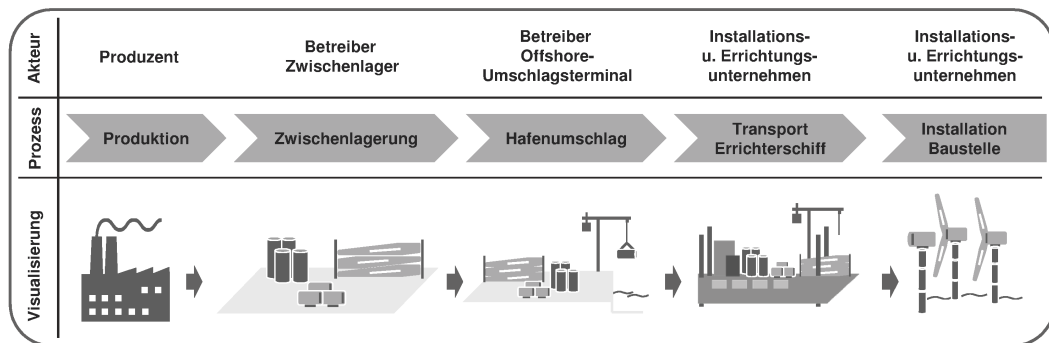 Akteur
Produzent
Betreiber
Zwischenlager
Betreiber
Offshore-
Umschlagsterminal
Installations-
u. Errichtungs-
unternehmen
Installations-
u. Errichtungs-
unternehmen
Prozess
Produktion
Zwischenlagerung
Hafenumschlag
Transport
Errichterschiff
Installation
Baustelle
Visualisierung